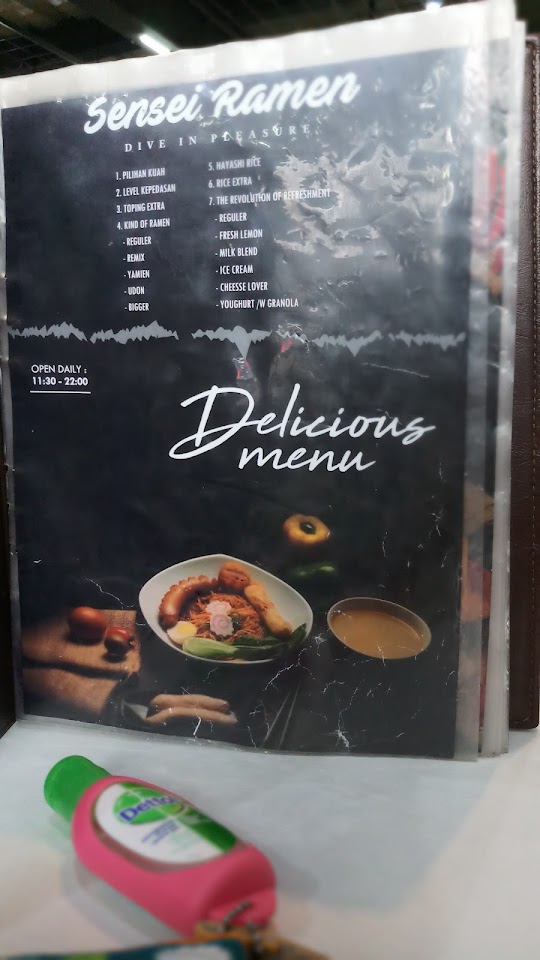 Sensei Ramen
DIVE IN PLEASURE
1. PILIHAN KUAH
2. LEVEL KEPEDASAN
3. TOPING EXTRA
4. KIND OF RAMEN
- REGULER
- REMIX
- YAMIEN
- UDON
- BIGGER
5. HAYASHI RICE
6. RICE EXTRA
7. THE REVOLUTION OF REFRESHMENT
- REGULER
- FRESH LEMON
- MILK BLEND
- ICE CREAM
- CHEESSE LOVER
- YOUGHURT /W GRANOLA
OPEN DAILY :
11:30 - 22:00
Delicious
menu
Dettol